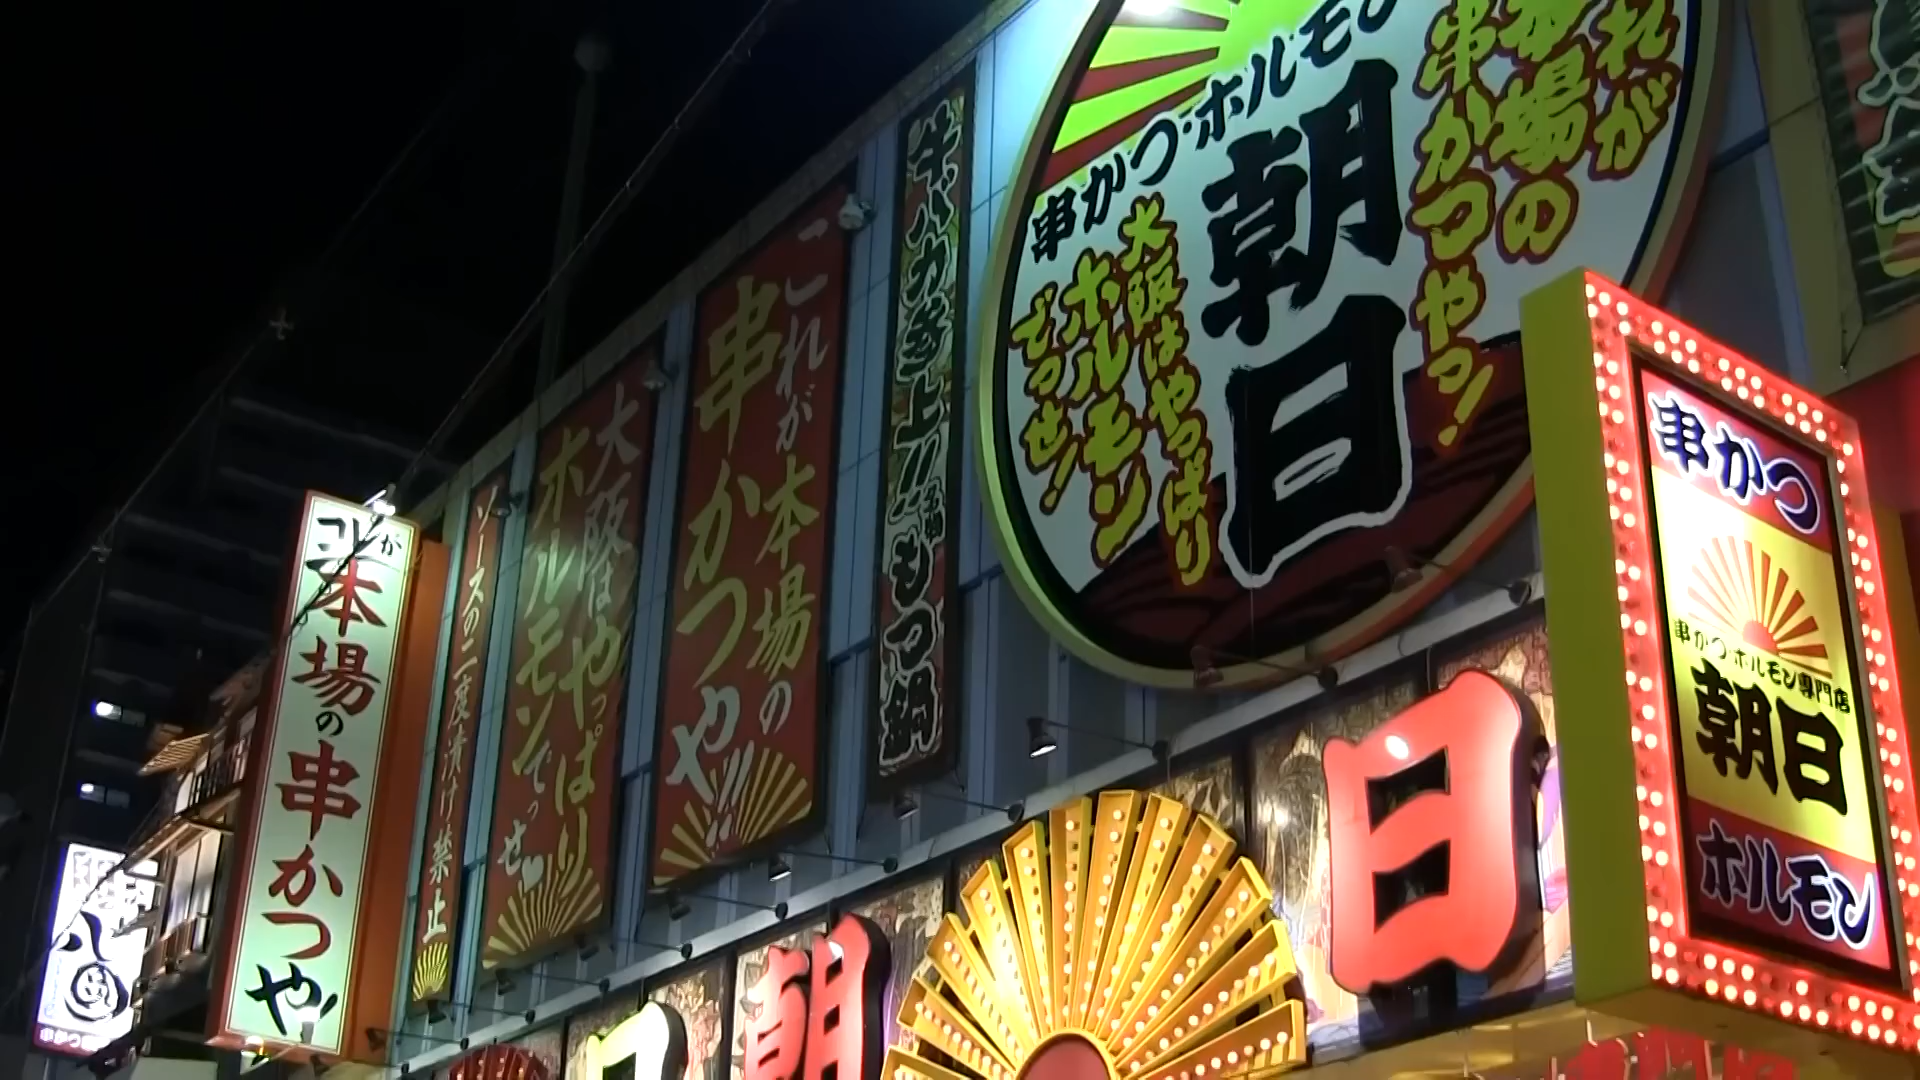 コレが
本場の串かつや!
ソースの二度漬け禁止
大阪はやっぱり
ホルモンでっせ
これが本場の
串かつや!!!
もつ鍋
串かつ・ホルモン
朝日
これが
本場の
串かつやっ!
大阪はやっぱり
ホルモン
でっせ!
串かつ
串かつ・ホルモン専門店
朝日
ホルモン
朝
日
八
串かつ